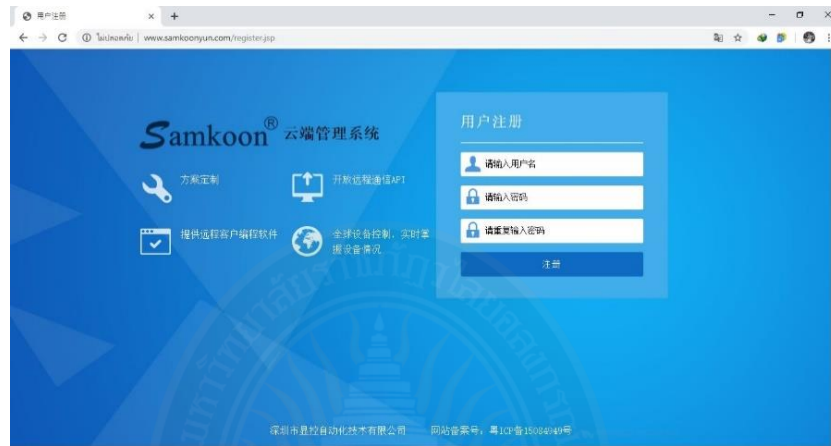 用户注册
ไม่ปลอดภัย | www.samkoonyun.com/register.jsp
Samkoon® 云端管理系统
方案定制
开放远程通信API
提供远程客户编程软件
全球设备控制，实时掌
握设备情况
用户注册
请输入用户名
请输入密码
请重复输入密码
注册
深圳市显控自动化技术有限公司 网站备案号：粤ICP备15084949号